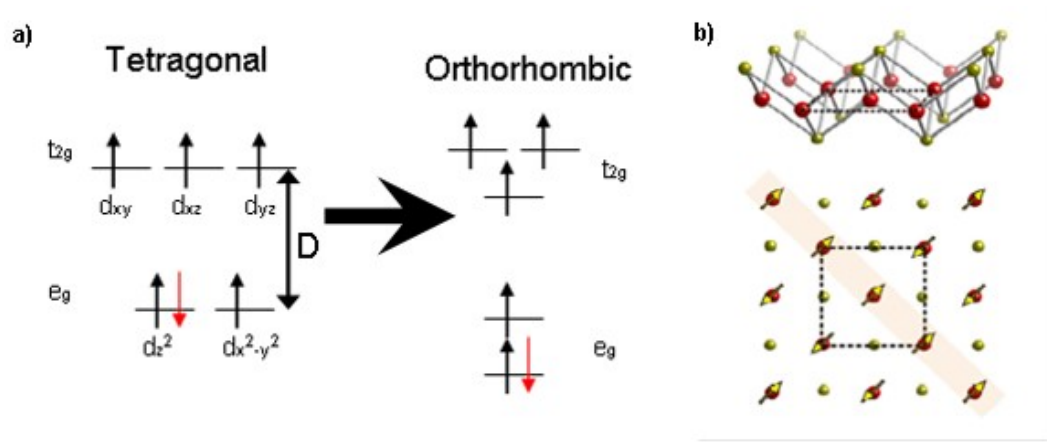 a)
Tetragonal
Orthorhombic
b)
t2g
dxy dxz dyz
t2g
D
eg
dz2 dx2-y2
eg